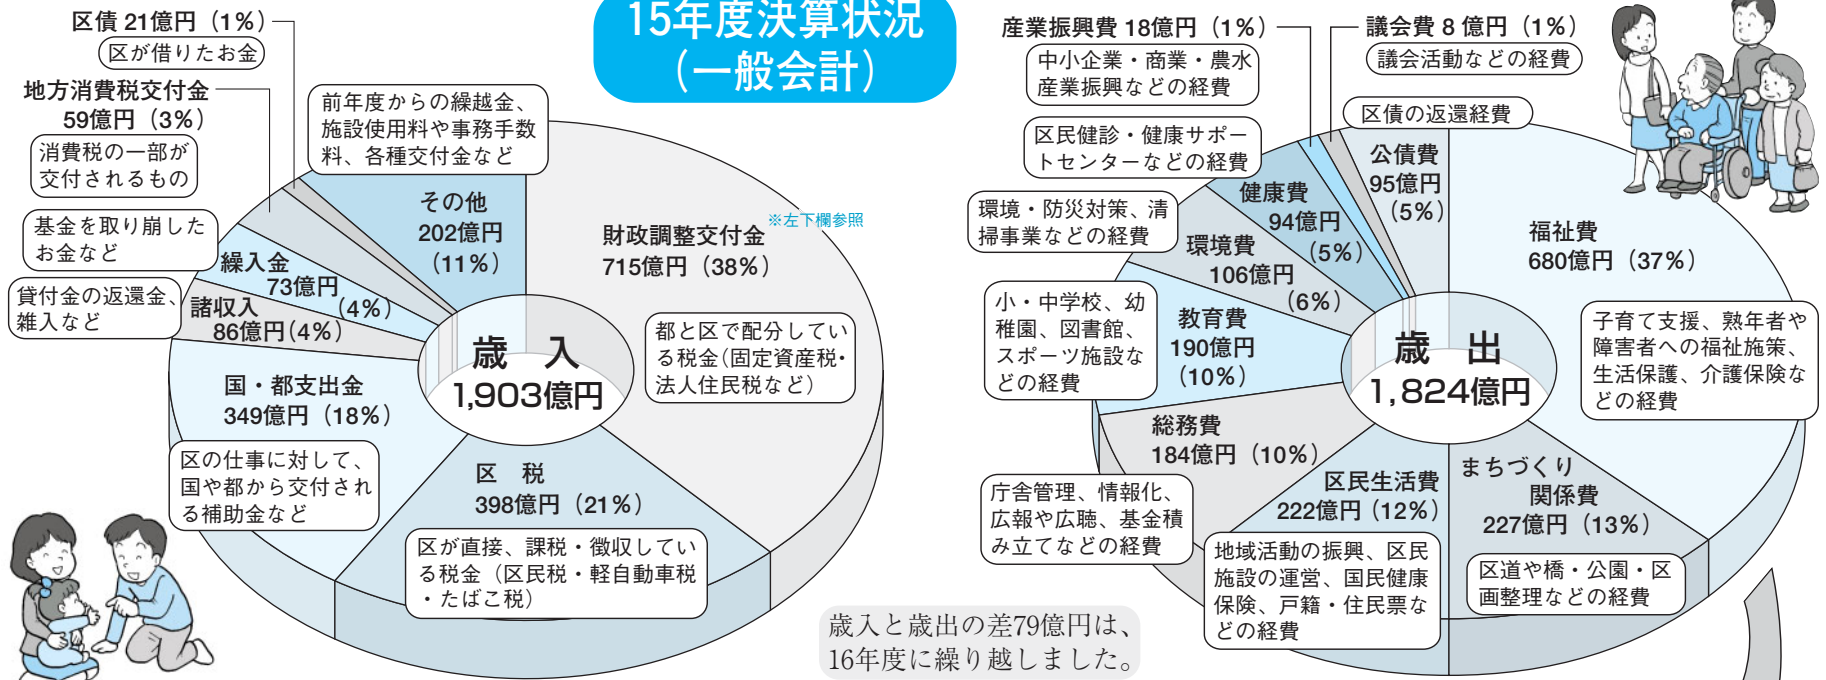 15年度決算状況
（一般会計）
区債 21億円（1%）
区が借りたお金
地方消費税交付金
59億円（3%）
消費税の一部が
交付されるもの
基金を取り崩した
お金など
繰入金
73億円
（4%）
貸付金の返還金、
雑入など
諸収入
86億円（4%）
前年度からの繰越金、
施設使用料や事務手数
料、各種交付金など
その他
202億円
（11%）
※左下欄参照
財政調整交付金
715億円（38%）
都と区で配分してい
る税金（固定資産税・
法人住民税など）
歳 入
1,903億円
国・都支出金
349億円（18%）
区の仕事に対して、
国や都から交付され
る補助金など
区 税
398億円（21%）
区が直接、課税・徴収してい
る税金（区民税・軽自動車税
・たばこ税）
産業振興費 18億円（1%）
中小企業・商業・農水
産業振興などの経費
議会費 8 億円（1%）
議会活動などの経費
区債の返還経費
公債費
95億円
（5%）
区民健診・健康サポー
トセンターなどの経費
健康費
94億円
（5%）
環境・防災対策、清
掃事業などの経費
環境費
106億円
（6%）
小・中学校、幼
稚園、図書館、
スポーツ施設な
どの経費
教育費
190億円
（10%）
福祉費
680億円（37%）
子育て支援、熟年者や
障害者への福祉施策、
生活保護、介護保険な
どの経費
歳 出
1,824億円
総務費
184億円（10%）
庁舎管理、情報化、
広報や広聴、基金積
み立てなどの経費
区民生活費
222億円（12%）
地域活動の振興、区民
施設の運営、国民健康
保険、戸籍・住民票な
どの経費
まちづくり
関係費
227億円（13%）
区道や橋・公園・区
画整理などの経費
歳入と歳出の差79億円は、
16年度に繰り越しました。